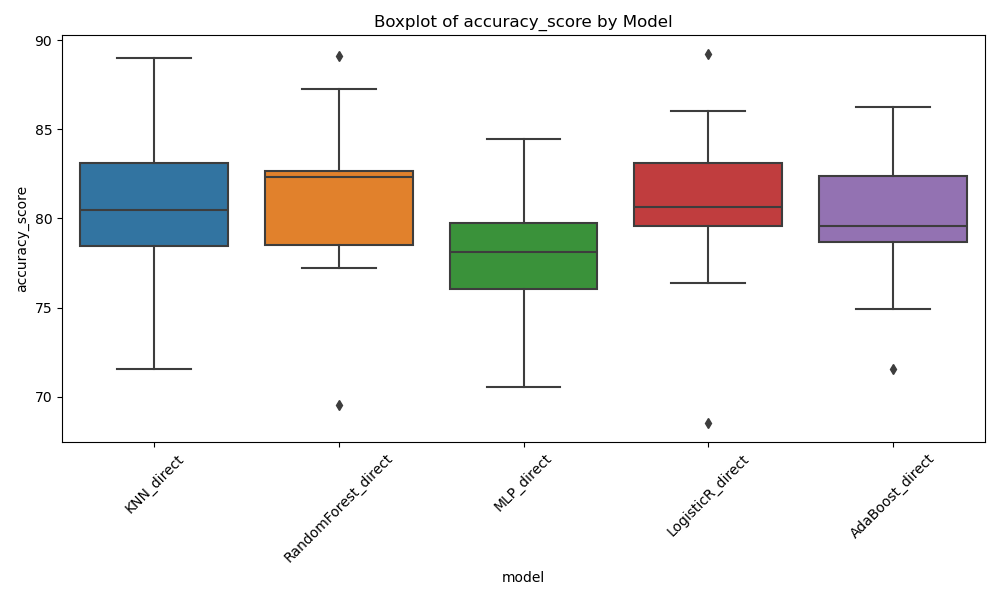 Boxplot of accuracy_score by Model
accuracy_score
90
85
80
75
70
KNN_direct
RandomForest_direct
MLP_direct
LogisticR_direct
AdaBoost_direct
model